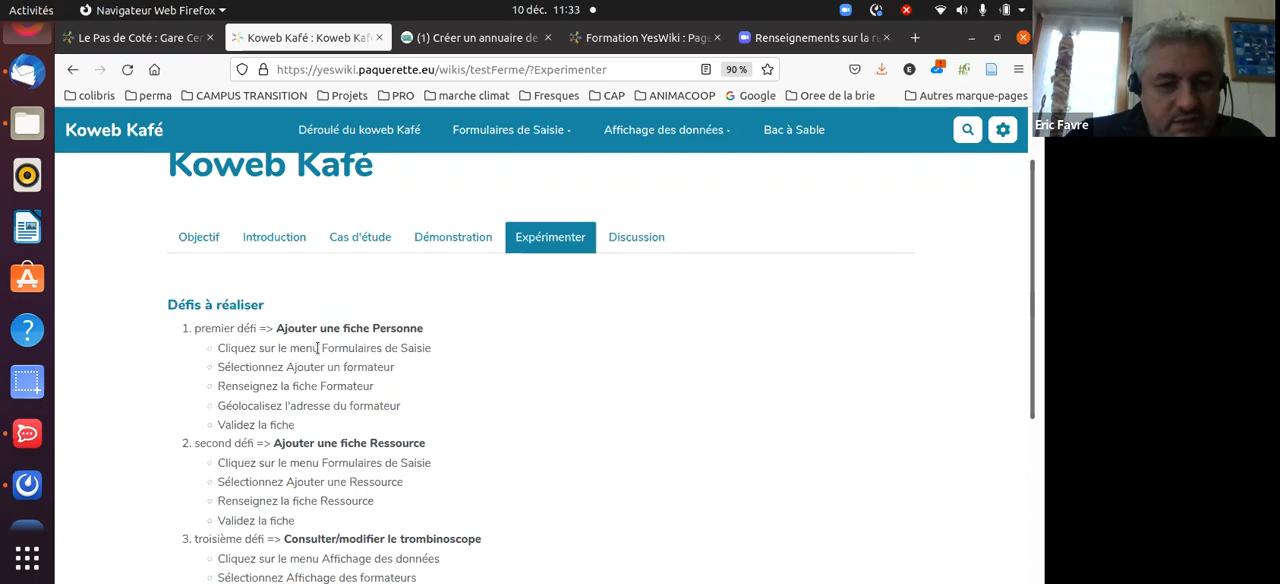 Activités
Navigateur Web Firefox
10 déc. 11:33
Le Pas de Coté : Gare Cer
Koweb Kafé : Koweb Kaf
(1) Créer un annuaire de
Formation YesWiki : Pag
Renseignements sur la r
https://yeswiki.paquerette.eu/wikis/testFerme/?Experimenter
90 %
colibris
perma
CAMPUS TRANSITION
Projets
PRO
marche climat
Fresques
CAP
ANIMACOOP
Google
Oree de la brie
Autres marque-pages
Eric Favre
Koweb Kafé
Déroulé du koweb Kafé
Formulaires de Saisie
Affichage des données
Bac à Sable
Koweb Kafé
Objectif
Introduction
Cas d'étude
Démonstration
Expérimenter
Discussion
Défis à réaliser
1. premier défi => Ajouter une fiche Personne
Cliquez sur le menu Formulaires de Saisie
Sélectionnez Ajouter un formateur
Renseignez la fiche Formateur
Géolocalisez l'adresse du formateur
Validez la fiche
2. second défi => Ajouter une fiche Ressource
Cliquez sur le menu Formulaires de Saisie
Sélectionnez Ajouter une Ressource
Renseignez la fiche Ressource
Validez la fiche
3. troisième défi => Consulter/modifier le trombinoscope
Cliquez sur le menu Affichage des données
Sélectionnez Affichage des formateurs